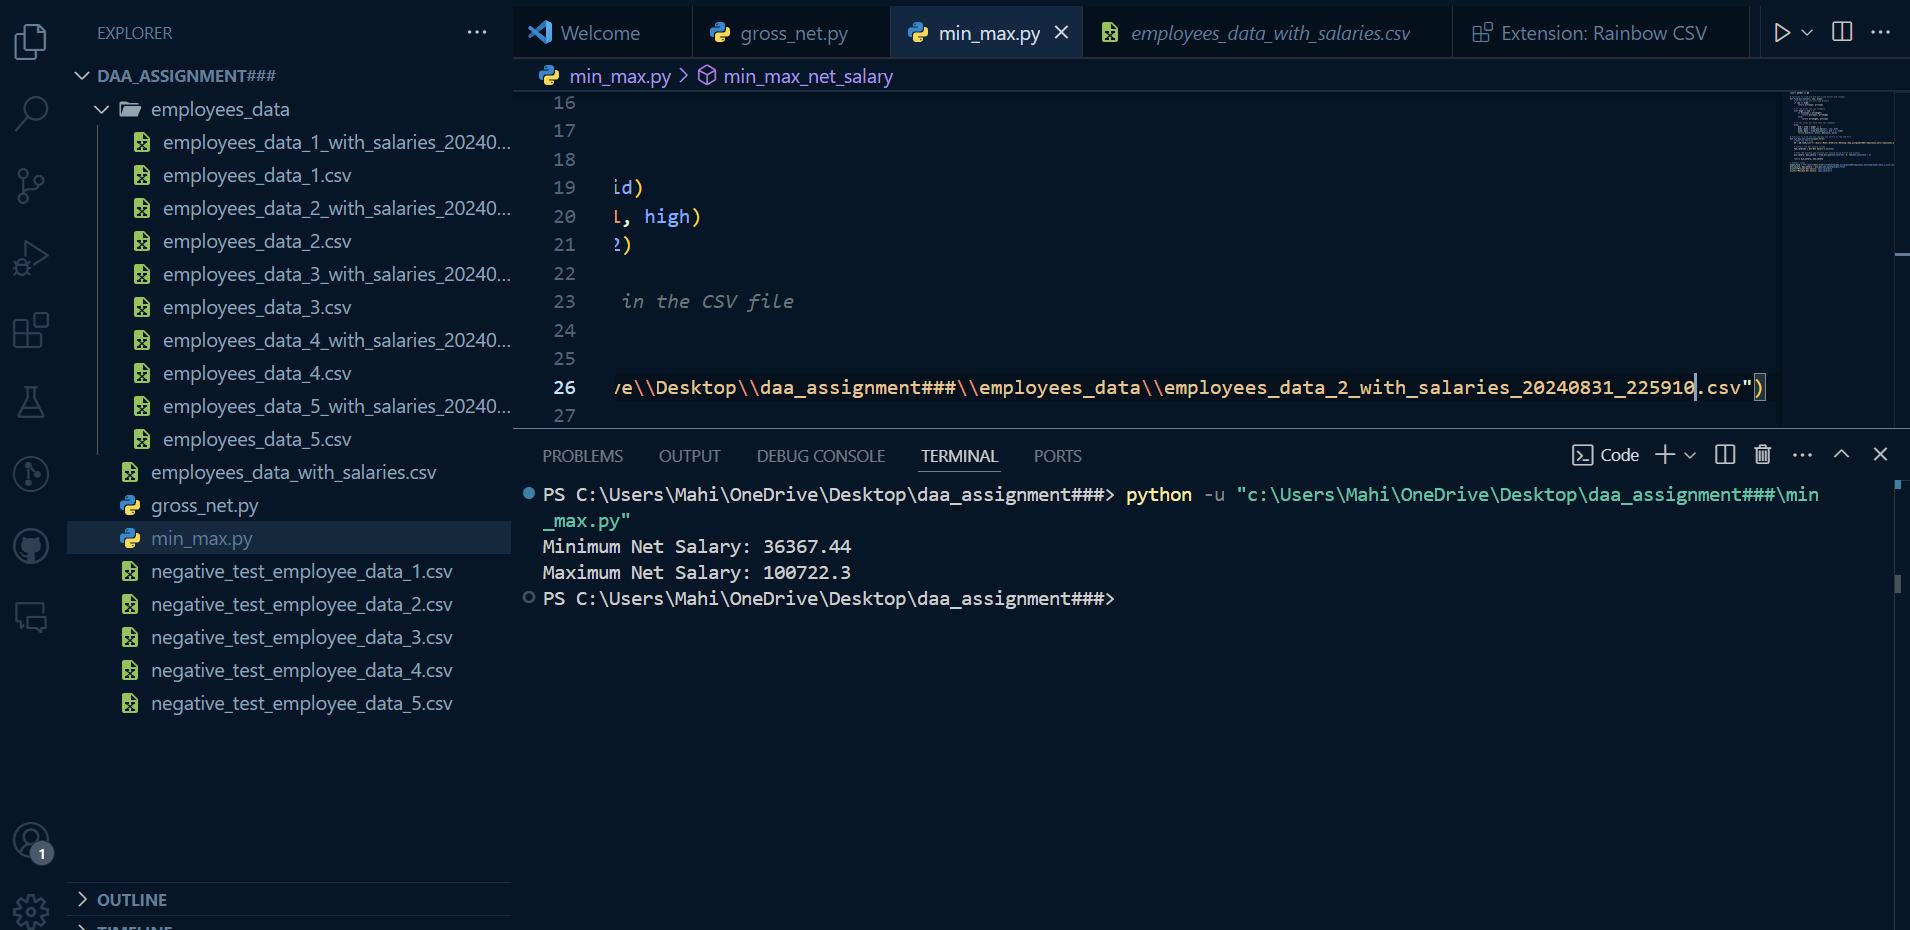 EXPLORER
DAA_ASSIGNMENT###
employees_data
employees_data_1_with_salaries_20240...
employees_data_1.csv
employees_data_2_with_salaries_20240...
employees_data_2.csv
employees_data_3_with_salaries_20240...
employees_data_3.csv
employees_data_4_with_salaries_20240...
employees_data_4.csv
employees_data_5_with_salaries_20240...
employees_data_5.csv
employees_data_with_salaries.csv
gross_net.py
min_max.py
negative_test_employee_data_1.csv
negative_test_employee_data_2.csv
negative_test_employee_data_3.csv
negative_test_employee_data_4.csv
negative_test_employee_data_5.csv
1
OUTLINE
TIMELINE
Welcome gross_net.py min_max.py employees_data_with_salaries.csv Extension: Rainbow CSV
min_max.py > min_max_net_salary
16
17
18
19 id)
20 1, high)
21 2)
22
23 in the CSV file
24
25
26 ve\\Desktop\\daa_assignment###\\employees_data\\employees_data_2_with_salaries_20240831_225910.csv")
27
PROBLEMS OUTPUT DEBUG CONSOLE TERMINAL PORTS Code
PS C:\Users\Mahi\OneDrive\Desktop\daa_assignment###> python -u "c:\Users\Mahi\OneDrive\Desktop\daa_assignment###\min
_max.py"
Minimum Net Salary: 36367.44
Maximum Net Salary: 100722.3
PS C:\Users\Mahi\OneDrive\Desktop\daa_assignment###>